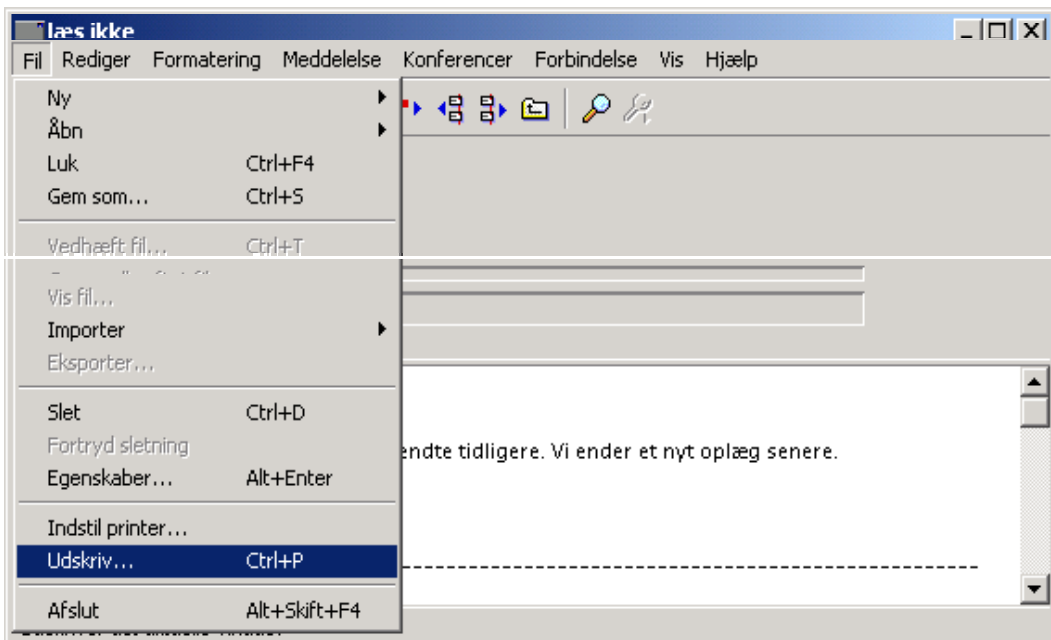 læs ikke
Fil Rediger Formatering Meddelelse Konferencer Forbindelse Vis Hjælp
Ny
Åbn
Luk Ctrl+F4
Gem som... Ctrl+S
Vedhæft fil... Ctrl+T
Vis fil...
Importer
Eksporter...
Slet Ctrl+D
Fortryd sletning
endte tidligere. Vi ender et nyt oplæg senere.
Egenskaber... Alt+Enter
Indstil printer...
Udskriv... Ctrl+P
Afslut Alt+Skift+F4